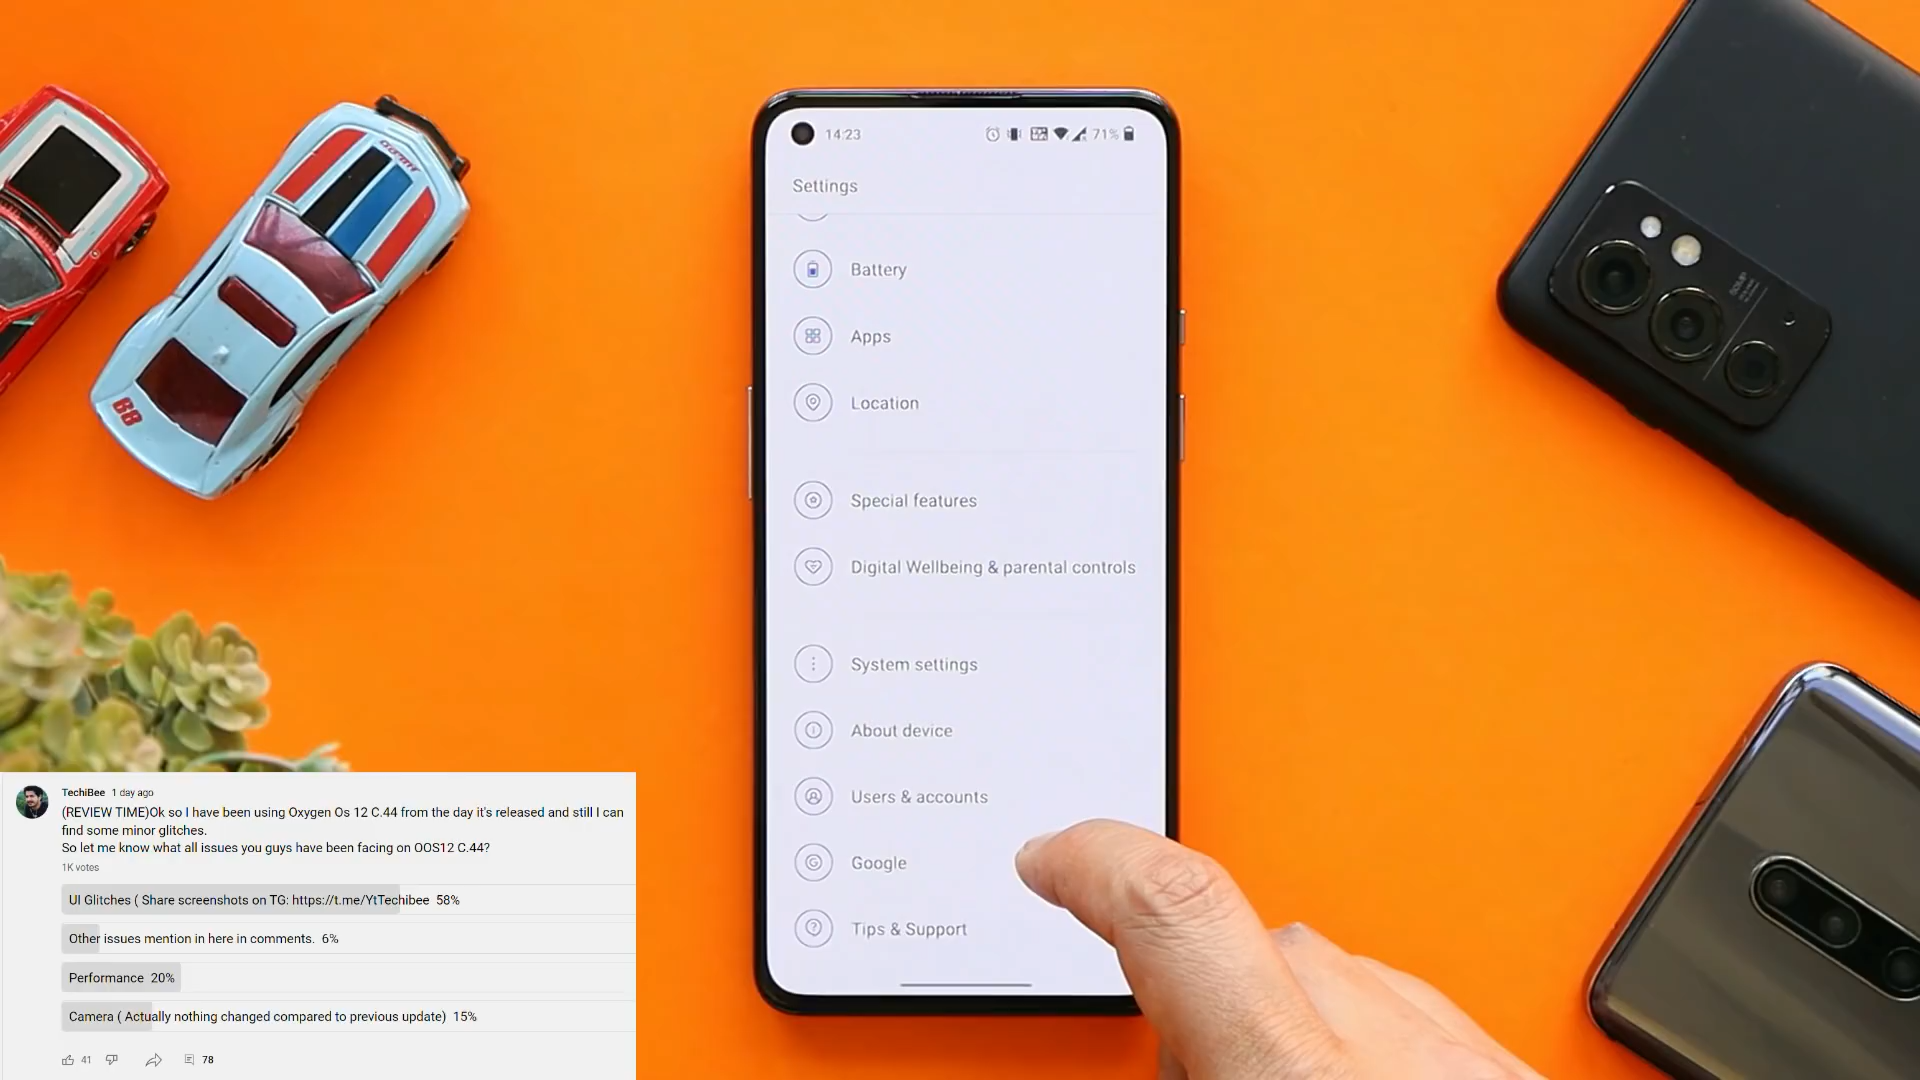 14:23
71%
Settings
Battery
Apps
Location
Special features
Digital Wellbeing & parental controls
System settings
About device
Users & accounts
Google
Tips & Support
88
50MP
TechiBee 1 day ago
(REVIEW TIME)Ok so I have been using Oxygen Os 12 C.44 from the day it's released and still I can
find some minor glitches.
So let me know what all issues you guys have been facing on OOS12 C.44?
1K votes
UI Glitches ( Share screenshots on TG: https://t.me/YtTechibee 58%
Other issues mention in here in comments. 6%
Performance 20%
Camera ( Actually nothing changed compared to previous update) 15%
41
78